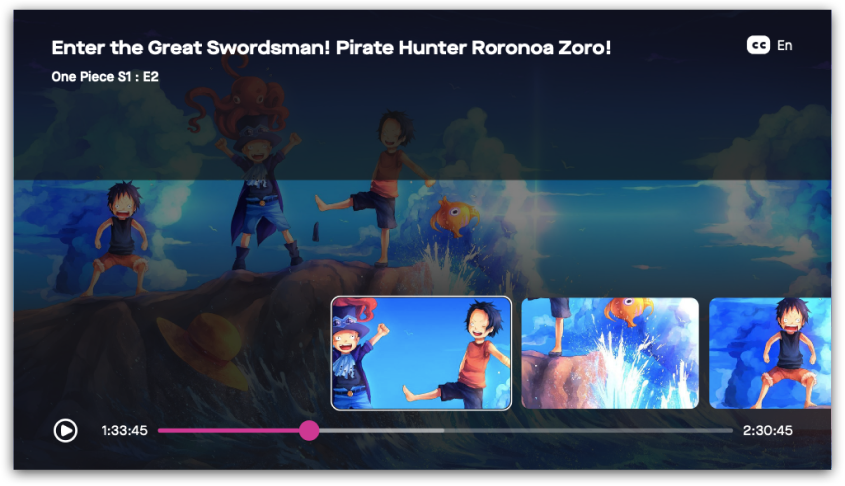 Enter the Great Swordsman! Pirate Hunter Roronoa Zoro!
CC En
One Piece S1 : E2
1:33:45
2:30:45